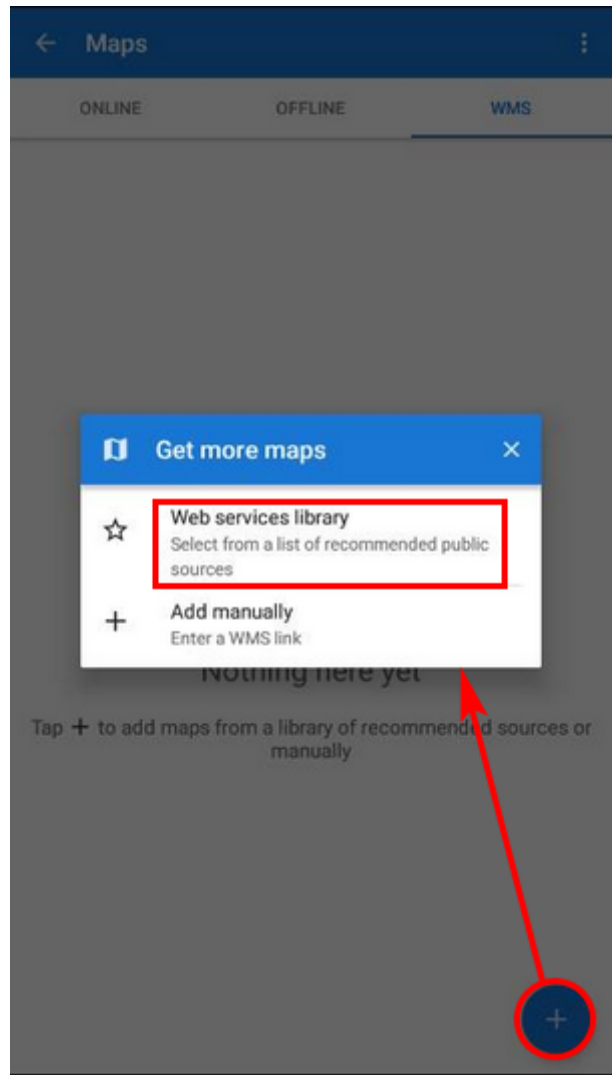 Maps
ONLINE OFFLINE WMS
Get more maps
Web services library
Select from a list of recommended public
sources
Add manually
Enter a WMS link
Nothing here yet
Tap + to add maps from a library of recommended sources or
manually